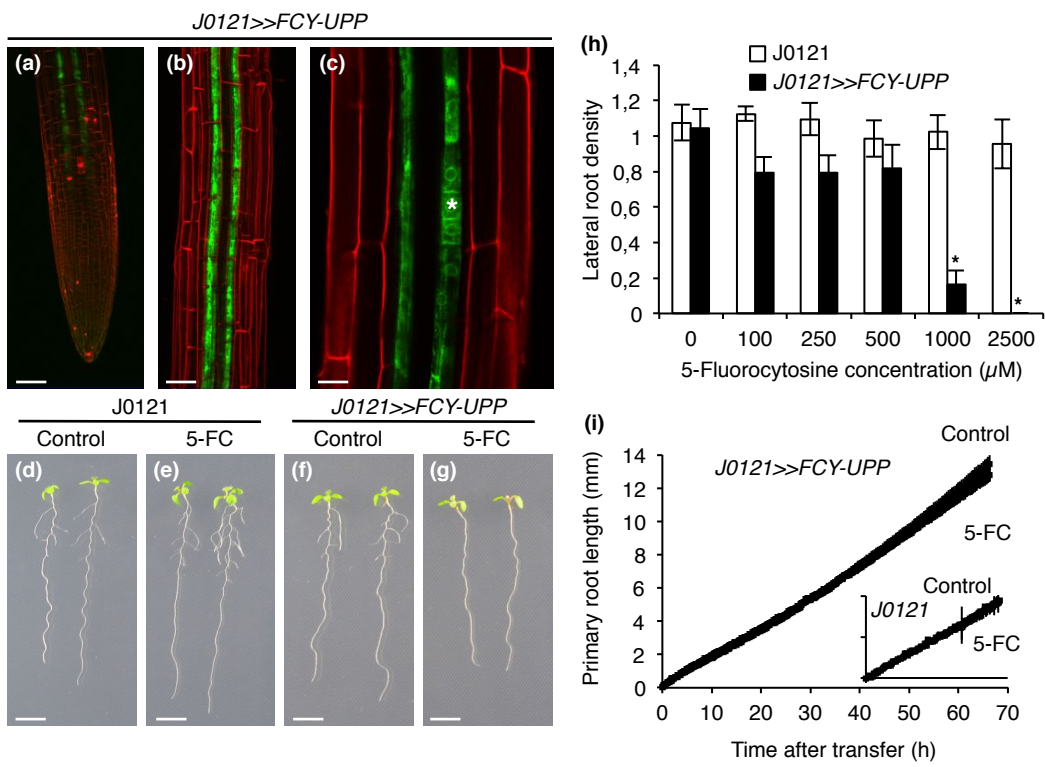 J0121>>FCY-UPP
(a)
(b)
(c)
J0121
J0121>>FCY-UPP
Control
5-FC
Control
5-FC
(d)
(e)
(f)
(g)
(h)
J0121
J0121>>FCY-UPP
Lateral root density
1,4
1,2
1
0,8
0,6
0,4
0,2
0
0
100
250
500
1000
2500
5-Fluorocytosine concentration (µM)
(i)
J0121>>FCY-UPP
Control
5-FC
Primary root length (mm)
14
12
10
8
6
4
2
0
J0121
Control
5-FC
0
10
20
30
40
50
60
70
Time after transfer (h)